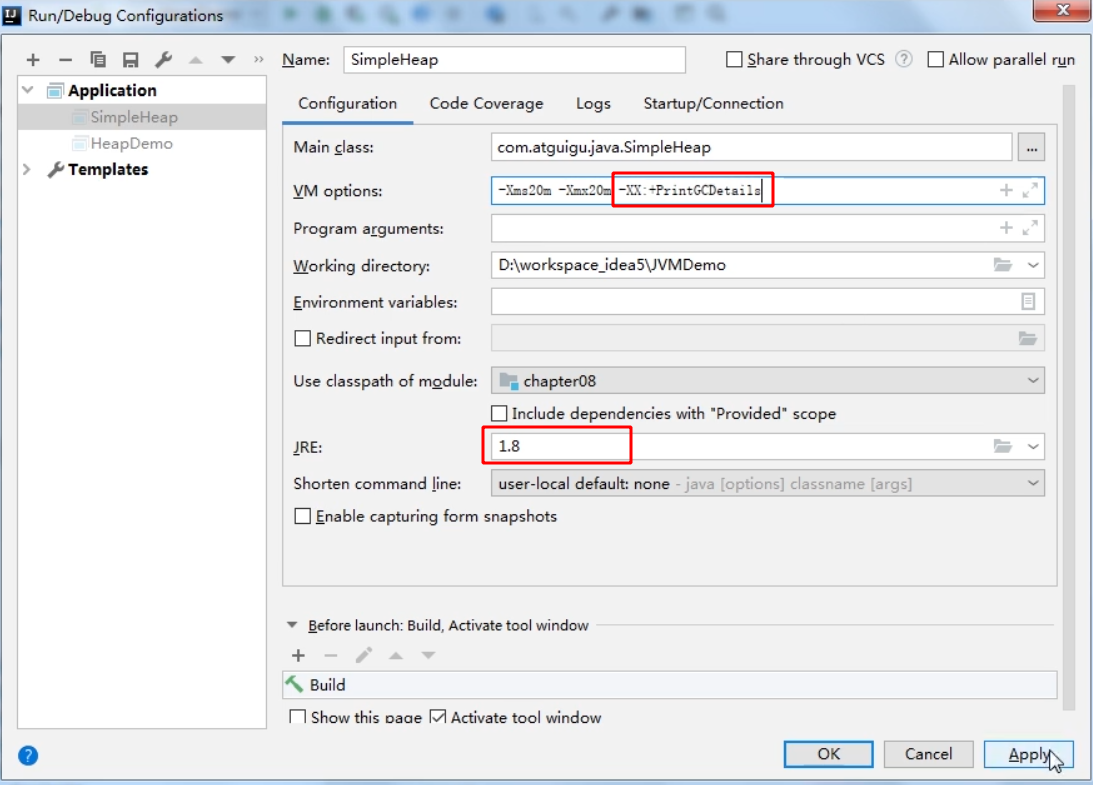 Run/Debug Configurations
Name: SimpleHeap Share through VCS ? Allow parallel run
Application
SimpleHeap
HeapDemo
Templates
Configuration Code Coverage Logs Startup/Connection
Main class: com.atguigu.java.SimpleHeap ...
VM options: -Xms20m -Xmx20m -XX:+PrintGCDetails
Program arguments:
Working directory: D:\workspace_idea5\JVMDemo
Environment variables:
Redirect input from:
Use classpath of module: chapter08
Include dependencies with "Provided" scope
JRE: 1.8
Shorten command line: user-local default: none - java [options] classname [args]
Enable capturing form snapshots
Before launch: Build, Activate tool window
Build
Show this page Activate tool window
? OK Cancel Apply